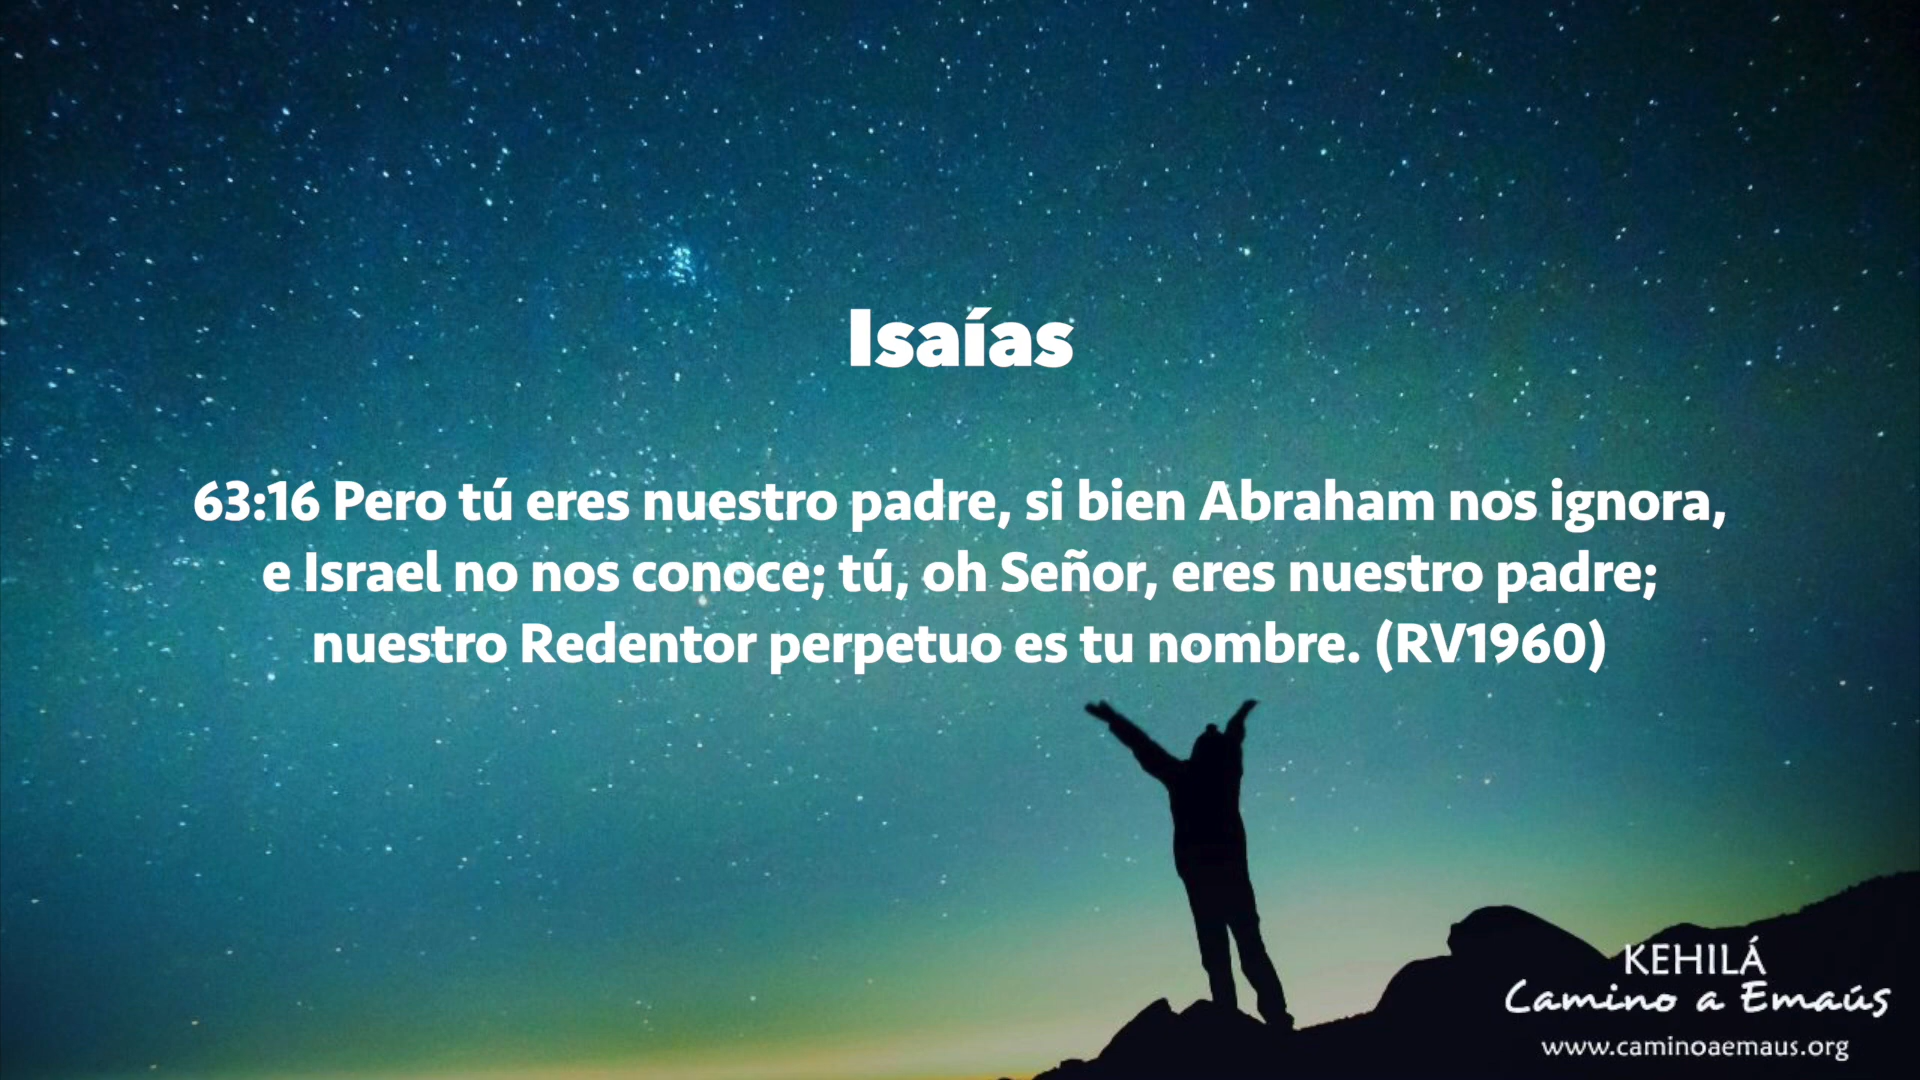 Isaías
63:16 Pero tú eres nuestro padre, si bien Abraham nos ignora,
e Israel no nos conoce; tú, oh Señor, eres nuestro padre;
nuestro Redentor perpetuo es tu nombre. (RV1960)
KEHILÁ
Camino a Emaús
www.caminoaemaus.org